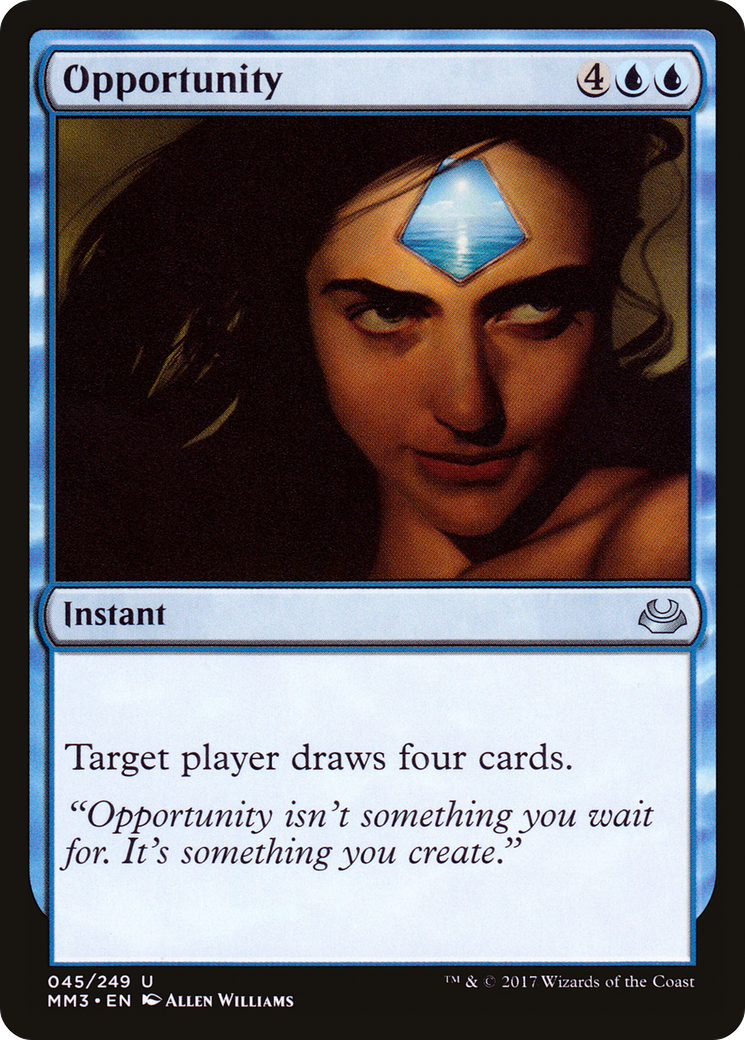 Opportunity 4
Instant
Target player draws four cards.
“Opportunity isn’t something you wait
for. It’s something you create.”
045/249 U ™ & © 2017 Wizards of the Coast
MM3 • EN ALLEN WILLIAMS